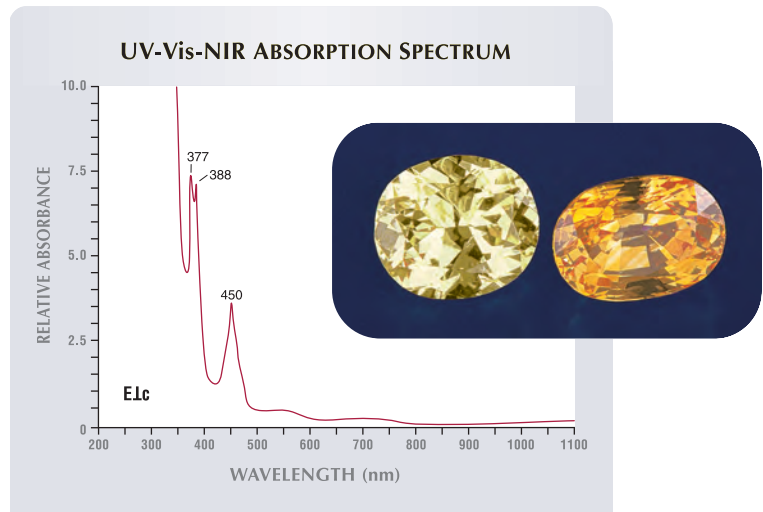 UV-Vis-NIR ABSORPTION SPECTRUM
10.0
7.5
5.0
2.5
0
RELATIVE ABSORBANCE
377
388
450
E⊥c
200 300 400 500 600 700 800 900 1000 1100
WAVELENGTH (nm)